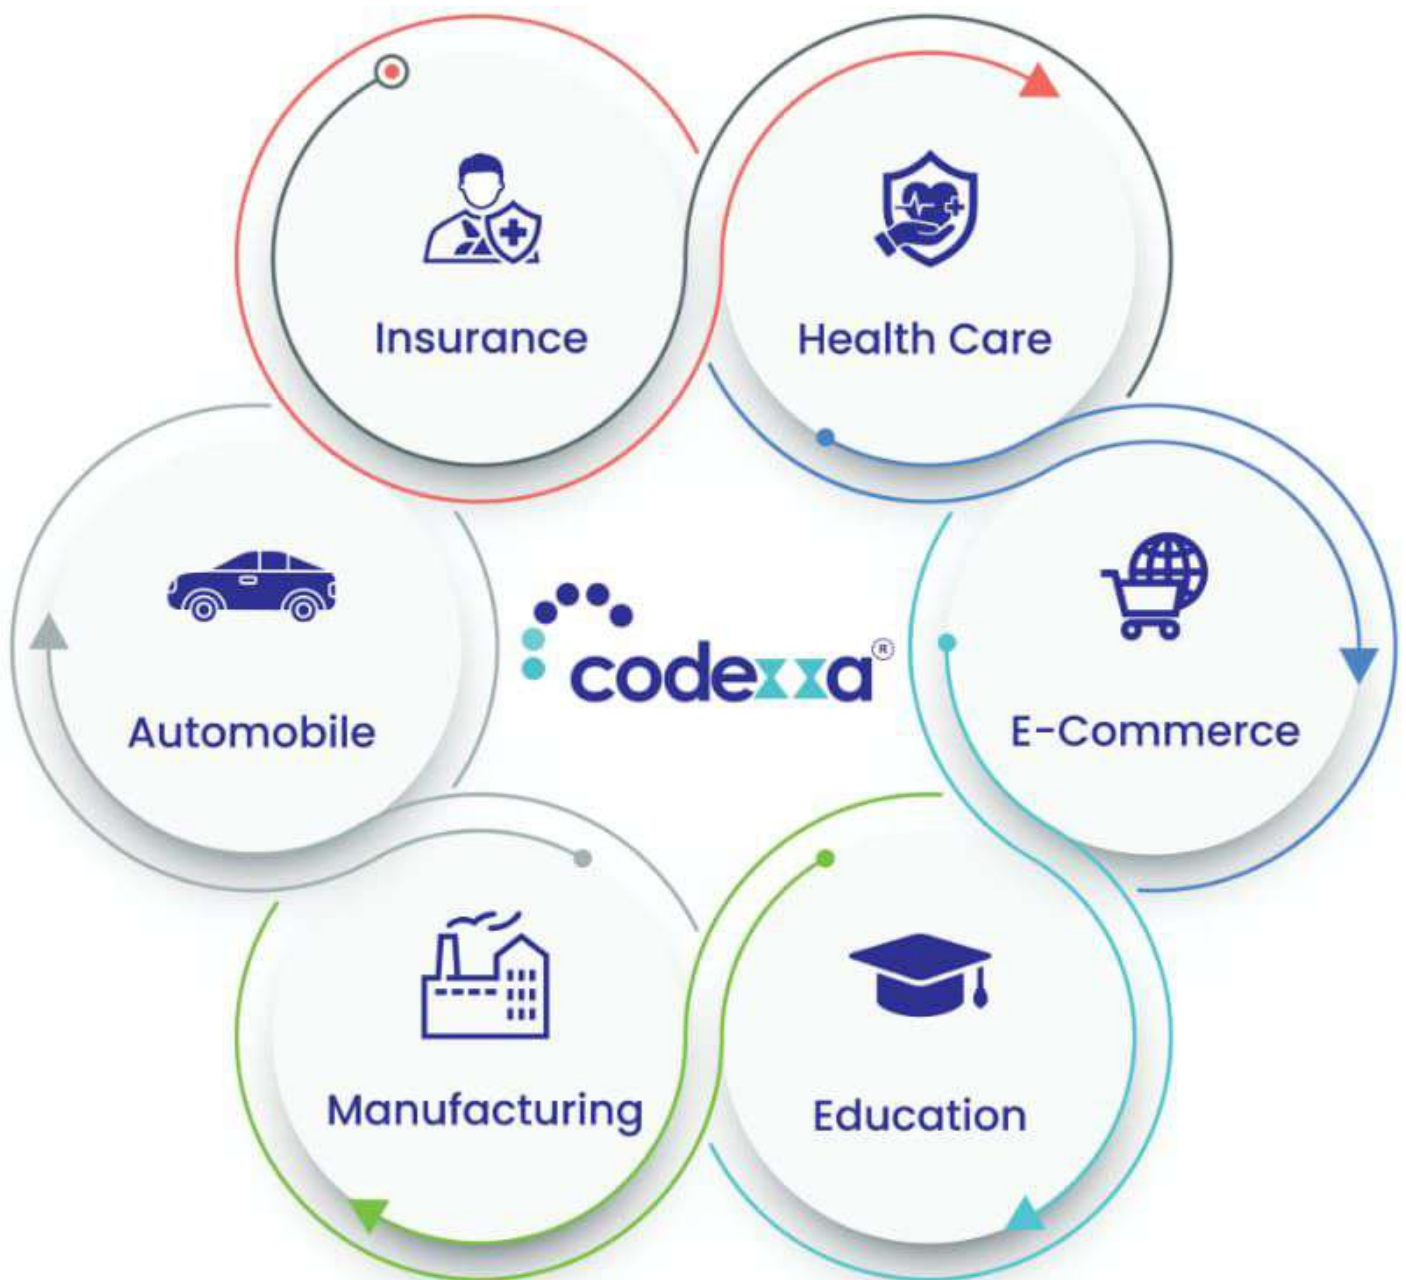 Insurance
Health Care
Automobile
codexxa®
E-Commerce
Manufacturing
Education